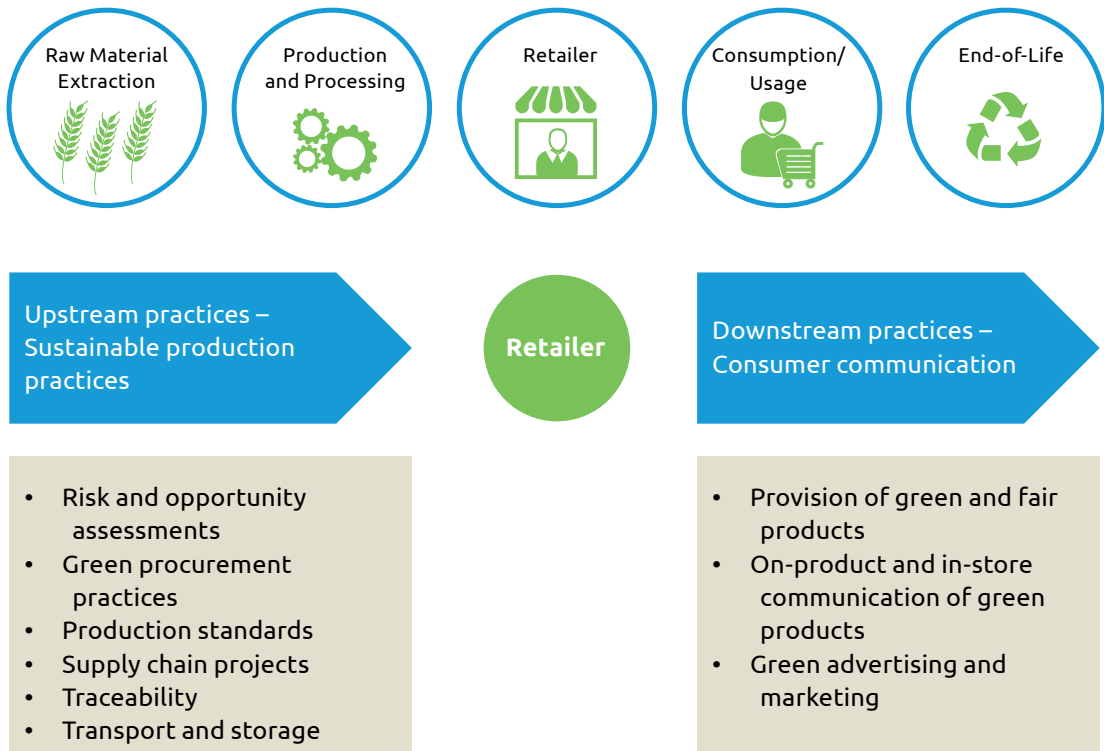 Raw Material
Extraction
Production
and Processing
Retailer
Consumption/
Usage
End-of-Life
Upstream practices –
Sustainable production
practices
Retailer
Downstream practices –
Consumer communication
• Risk and opportunity
assessments
• Green procurement
practices
• Production standards
• Supply chain projects
• Traceability
• Transport and storage
• Provision of green and fair
products
• On-product and in-store
communication of green
products
• Green advertising and
marketing